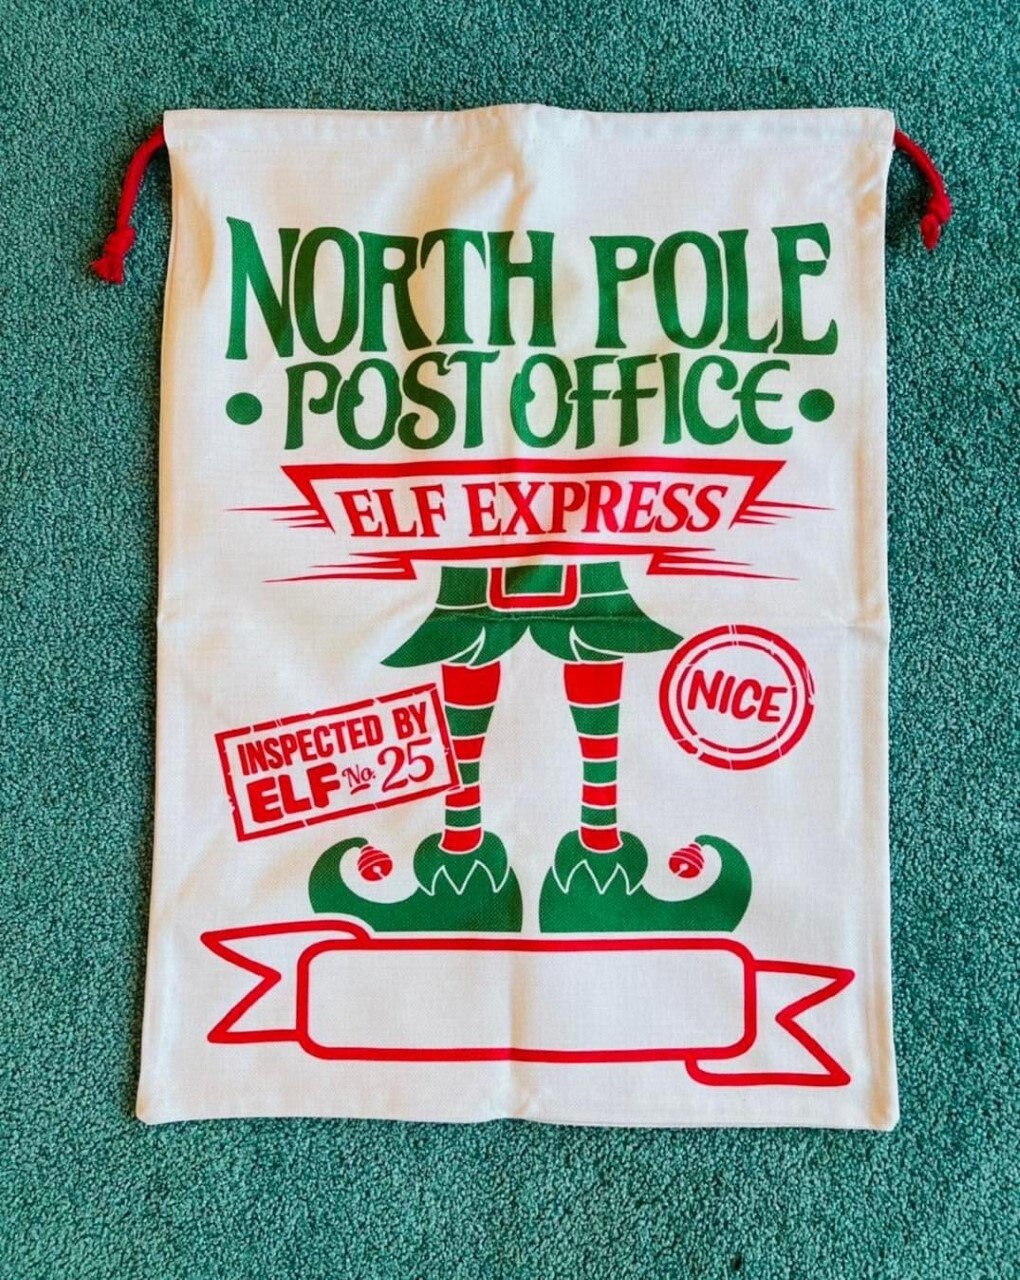 NORTH POLE
• POST OFFICE •
ELF EXPRESS
NICE
INSPECTED BY
ELF No. 25